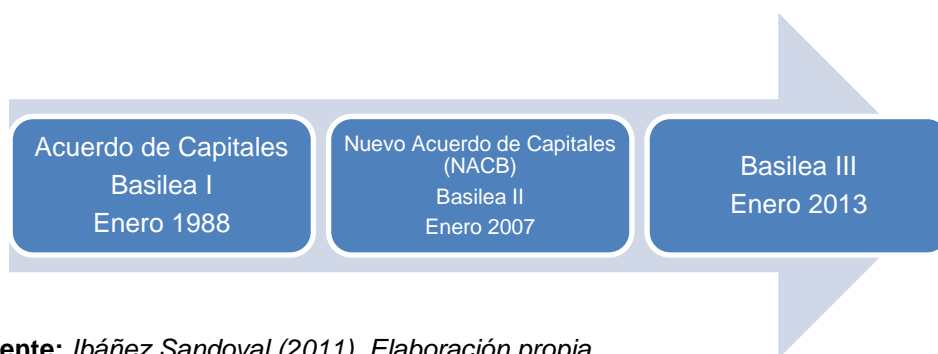 Acuerdo de Capitales
Basilea I
Enero 1988
Nuevo Acuerdo de Capitales
(NACB)
Basilea II
Enero 2007
Basilea III
Enero 2013
ente: Ibáñez Sandoval (2011). Elaboración propia